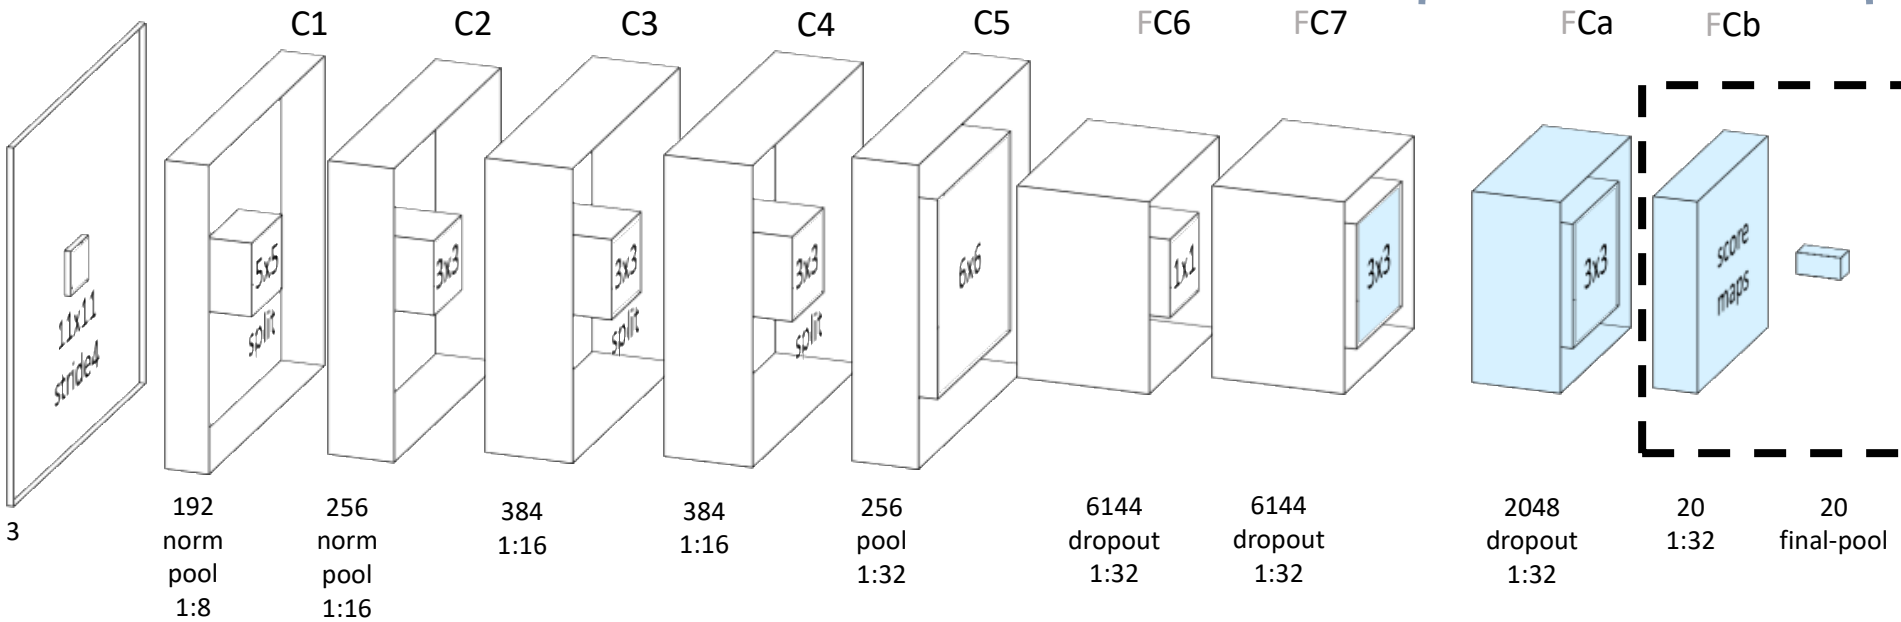 C1
C2
C3
C4
C5
FC6
FC7
FCa
FCb
11x11
stride4
5x5
split
3x3
3x3
split
3x3
split
6x6
1x1
3x3
3x3
score
maps
3
192
norm
pool
1:8
256
norm
pool
1:16
384
1:16
384
1:16
256
pool
1:32
6144
dropout
1:32
6144
dropout
1:32
2048
dropout
1:32
20
1:32
20
final-pool